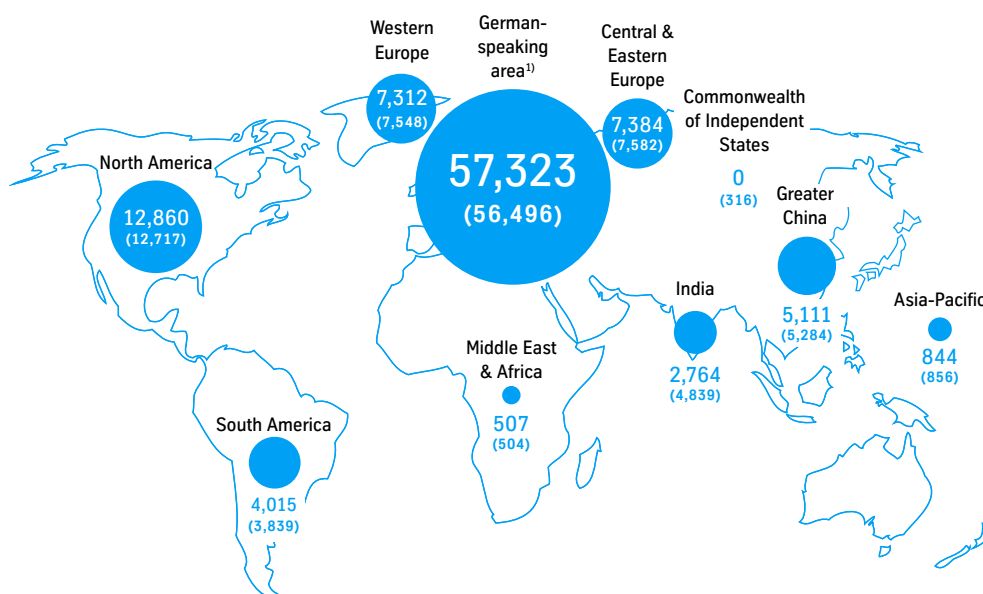 Western
Europe
7,312
(7,548)
German-
speaking
area1)
57,323
(56,496)
Central &
Eastern
Europe
7,384
(7,582)
Commonwealth
of Independent
States
0
(316)
North America
12,860
(12,717)
Greater
China
5,111
(5,284)
India
2,764
(4,839)
Asia-Pacific
844
(856)
Middle East
& Africa
507
(504)
South America
4,015
(3,839)